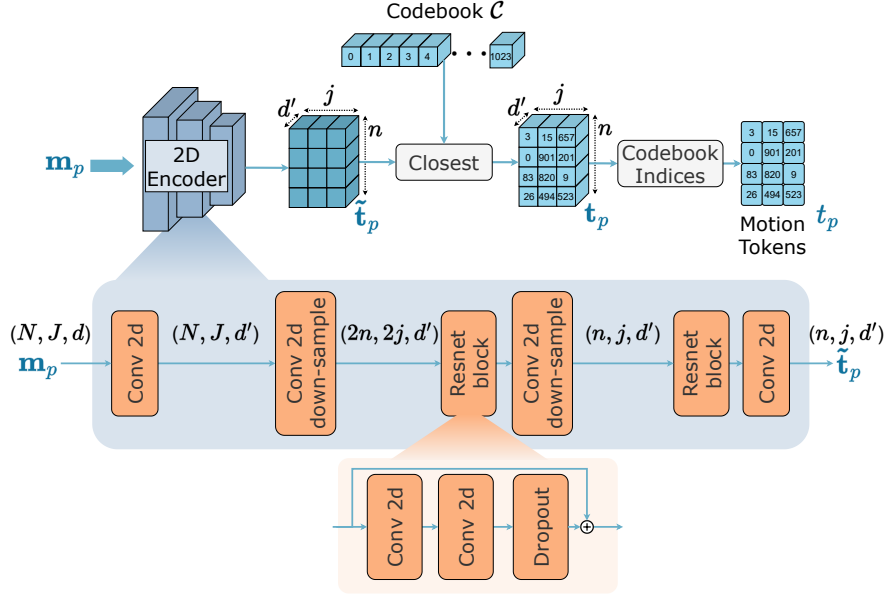 Codebook 𝒞
0 1 2 3 4 • • • 1023
d′ j n
d′ j n
m_p
2D
Encoder
Closest
Codebook
Indices
3 15 657
0 901 201
83 820 9
26 494 523
3 15 657
0 901 201
83 820 9
26 494 523
t̃_p
t_p
Motion
Tokens
t_p
(N, J, d)
m_p
Conv 2d
(N, J, d′)
Conv 2d
down-sample
(2n, 2j, d′)
Resnet
block
Conv 2d
down-sample
(n, j, d′)
Resnet
block
Conv 2d
(n, j, d′)
t̃_p
Conv 2d
Conv 2d
Dropout
+